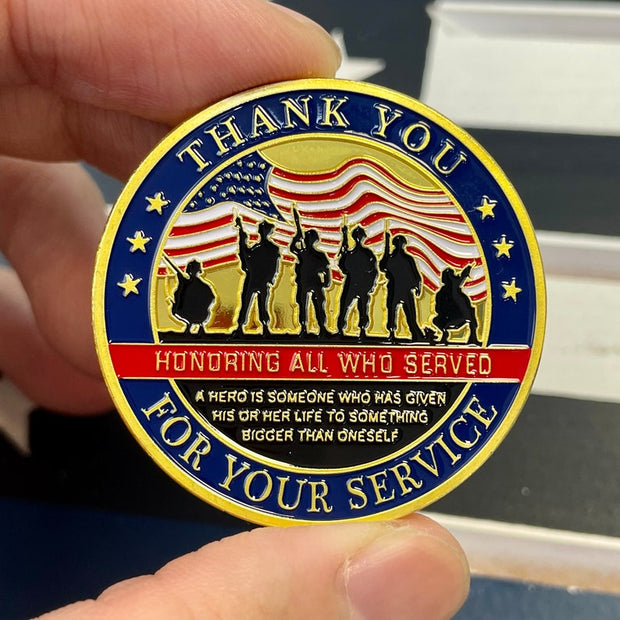 THANK YOU
HONORING ALL WHO SERVED
A HERO IS SOMEONE WHO HAS GIVEN
HIS OR HER LIFE TO SOMETHING
BIGGER THAN ONESELF
FOR YOUR SERVICE